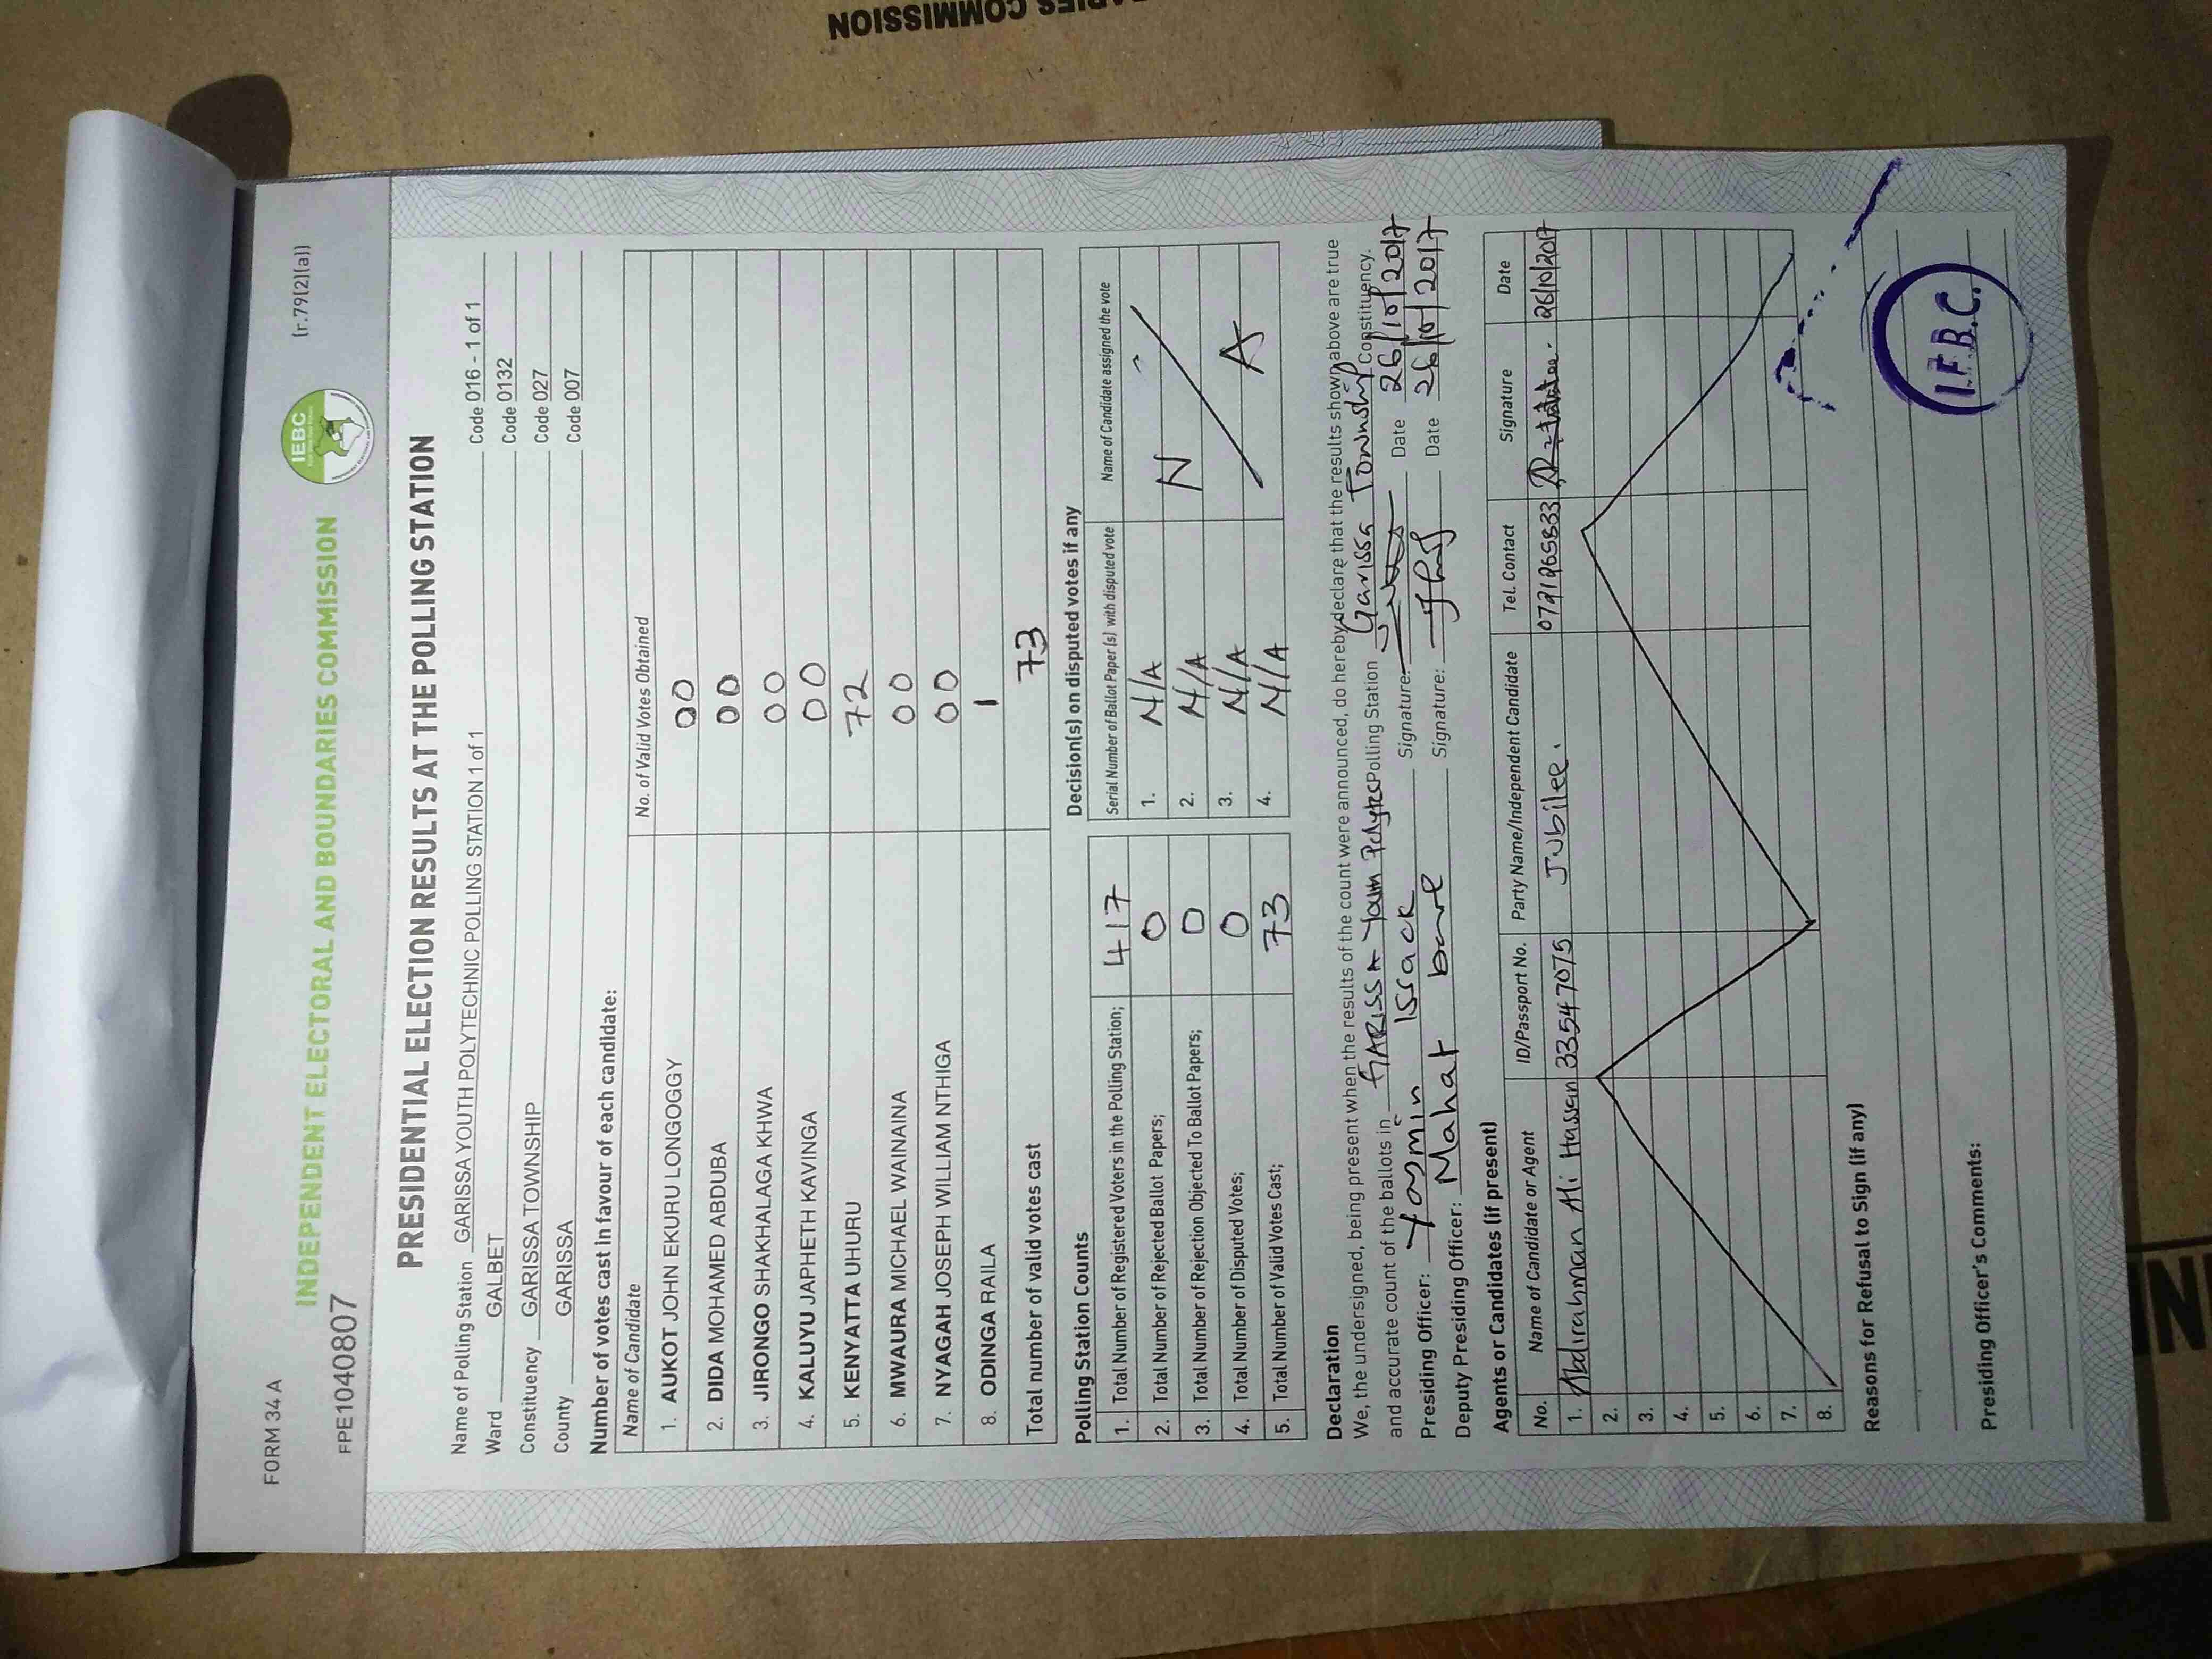 COMMISSION
FORM 34 A
(r.79(2)(a))
IEBC
INDEPENDENT ELECTORAL AND BOUNDARIES COMMISSION
FPE1040807
PRESIDENTIAL ELECTION RESULTS AT THE POLLING STATION
Name of Polling Station GARISSA YOUTH POLYTECHNIC POLLING STATION 1 of 1 Code 016 - 1 of 1
Ward GALBET Code 0132
Constituency GARISSA TOWNSHIP Code 027
County GARISSA Code 007
Number of votes cast in favour of each candidate:
Name of Candidate No. of Valid Votes Obtained
1. AUKOT JOHN EKURU LONGOGGY 00
2. DIDA MOHAMED ABDUBA 00
3. JIRONGO SHAKHALAGA KHWA 00
4. KALUYU JAPHETH KAVINGA 00
5. KENYATTA UHURU 72
6. MWAURA MICHAEL WAINAINA 00
7. NYAGAH JOSEPH WILLIAM NTHIGA 00
8. ODINGA RAILA 1
Total number of valid votes cast 73
Polling Station Counts
1. Total Number of Registered Voters in the Polling Station; 417
2. Total Number of Rejected Ballot Papers; 0
3. Total Number of Rejection Objected To Ballot Papers; 0
4. Total Number of Disputed Votes; 0
5. Total Number of Valid Votes Cast; 73
Decision(s) on disputed votes if any
Serial Number of Ballot Paper (s) with disputed vote Name of Candidate assigned the vote
1. N/A
2. N/A N
3. N/A
4. N/A A
Declaration
We, the undersigned, being present when the results of the count were announced, do hereby declare that the results shown above are true
and accurate count of the ballots in GARISSA Youth Polytec Polling Station Garissa Township Constituency.
Presiding Officer: Yasmin Issack Signature: Date 26/10/2017
Deputy Presiding Officer: Mahat bare Signature: Date 26/10/2017
Agents or Candidates (if present)
No. Name of Candidate or Agent ID/Passport No. Party Name/Independent Candidate Tel. Contact Signature Date
1. Abdirahman Ali Hassan 33547075 Jubilee. 26/10/2017
2.
3.
4.
5.
6.
7.
8.
Reasons for Refusal to Sign (if any)
Presiding Officer's Comments:
I.E.B.C.